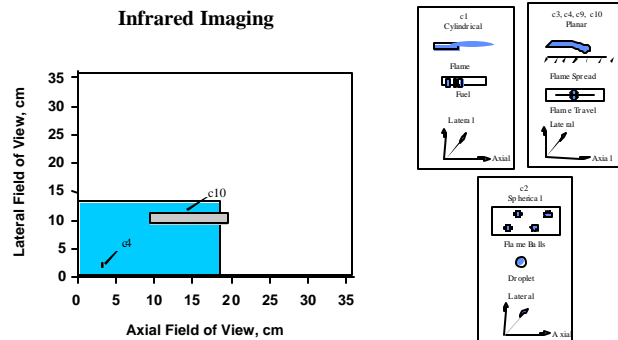 Infrared Imaging
Lateral Field of View, cm
35
30
25
20
15
10
5
0
0 5 10 15 20 25 30 35
Axial Field of View, cm
c10
c4
c1
Cylindrical
Flame
Fuel
Lateral
Axial
c3, c4, c9, c10
Planar
Flame Spread
Flame Travel
Lateral
Axial
c2
Spherical
Flame Balls
Droplet
Lateral
Axial